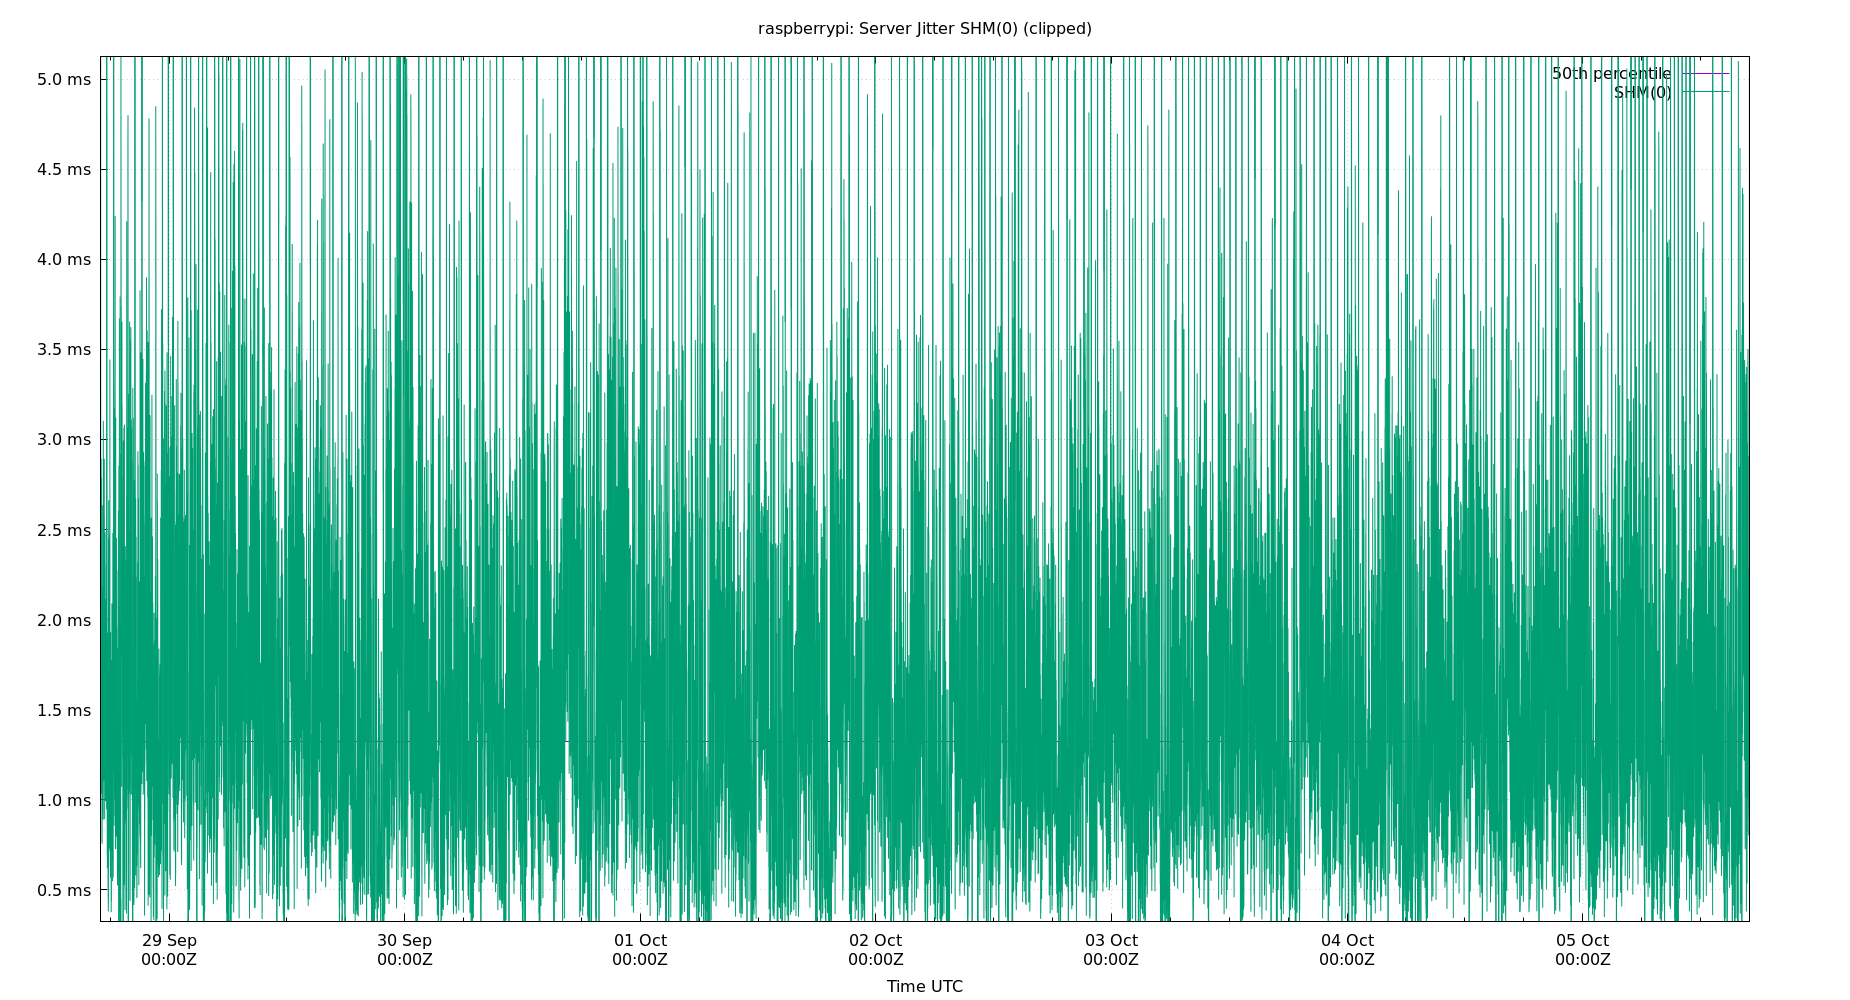 raspberrypi: Server Jitter SHM(0) (clipped)
50th percentile
SHM(0)
5.0 ms
4.5 ms
4.0 ms
3.5 ms
3.0 ms
2.5 ms
2.0 ms
1.5 ms
1.0 ms
0.5 ms
29 Sep 30 Sep 01 Oct 02 Oct 03 Oct 04 Oct 05 Oct
00:00Z 00:00Z 00:00Z 00:00Z 00:00Z 00:00Z 00:00Z
Time UTC